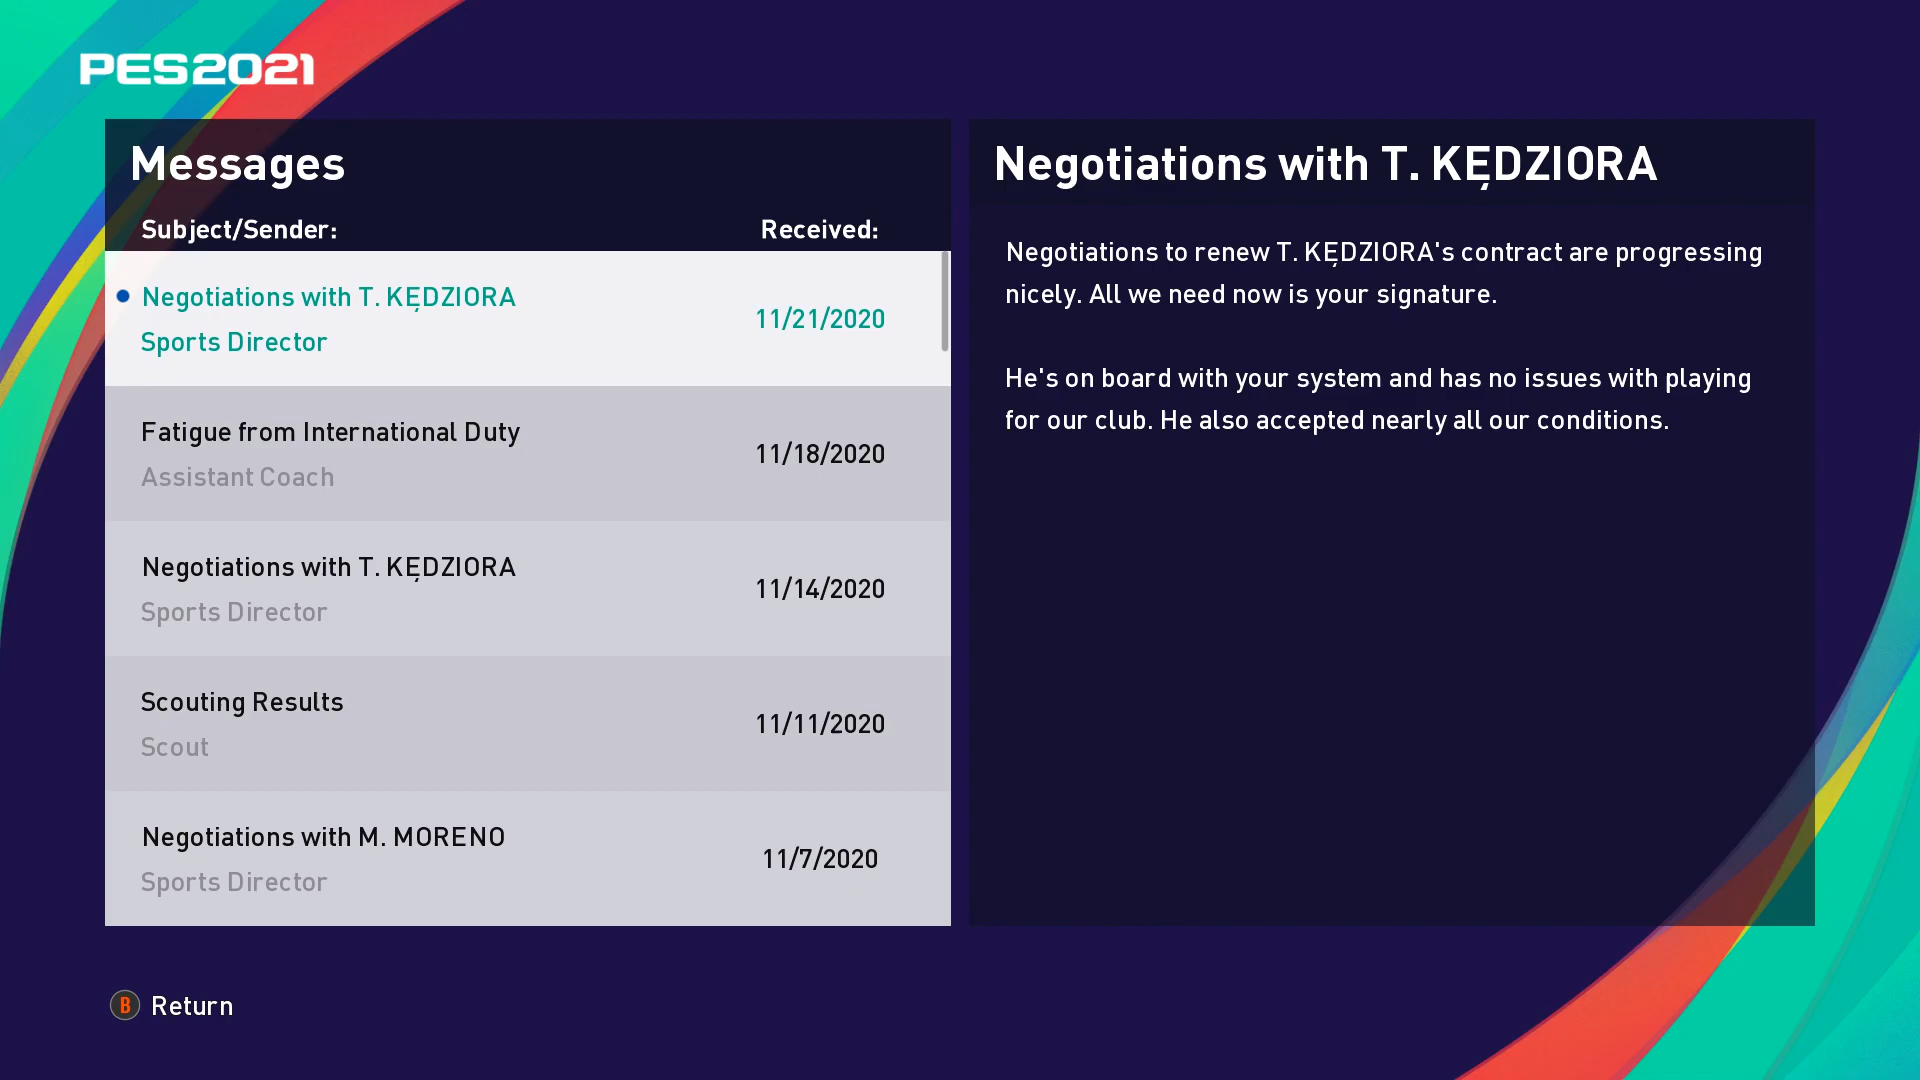 PES2021
Messages
Subject/Sender: Received:
Negotiations with T. KĘDZIORA
Sports Director
11/21/2020
Fatigue from International Duty
Assistant Coach
11/18/2020
Negotiations with T. KĘDZIORA
Sports Director
11/14/2020
Scouting Results
Scout
11/11/2020
Negotiations with M. MORENO
Sports Director
11/7/2020
Negotiations with T. KĘDZIORA
Negotiations to renew T. KĘDZIORA's contract are progressing
nicely. All we need now is your signature.
He's on board with your system and has no issues with playing
for our club. He also accepted nearly all our conditions.
B Return